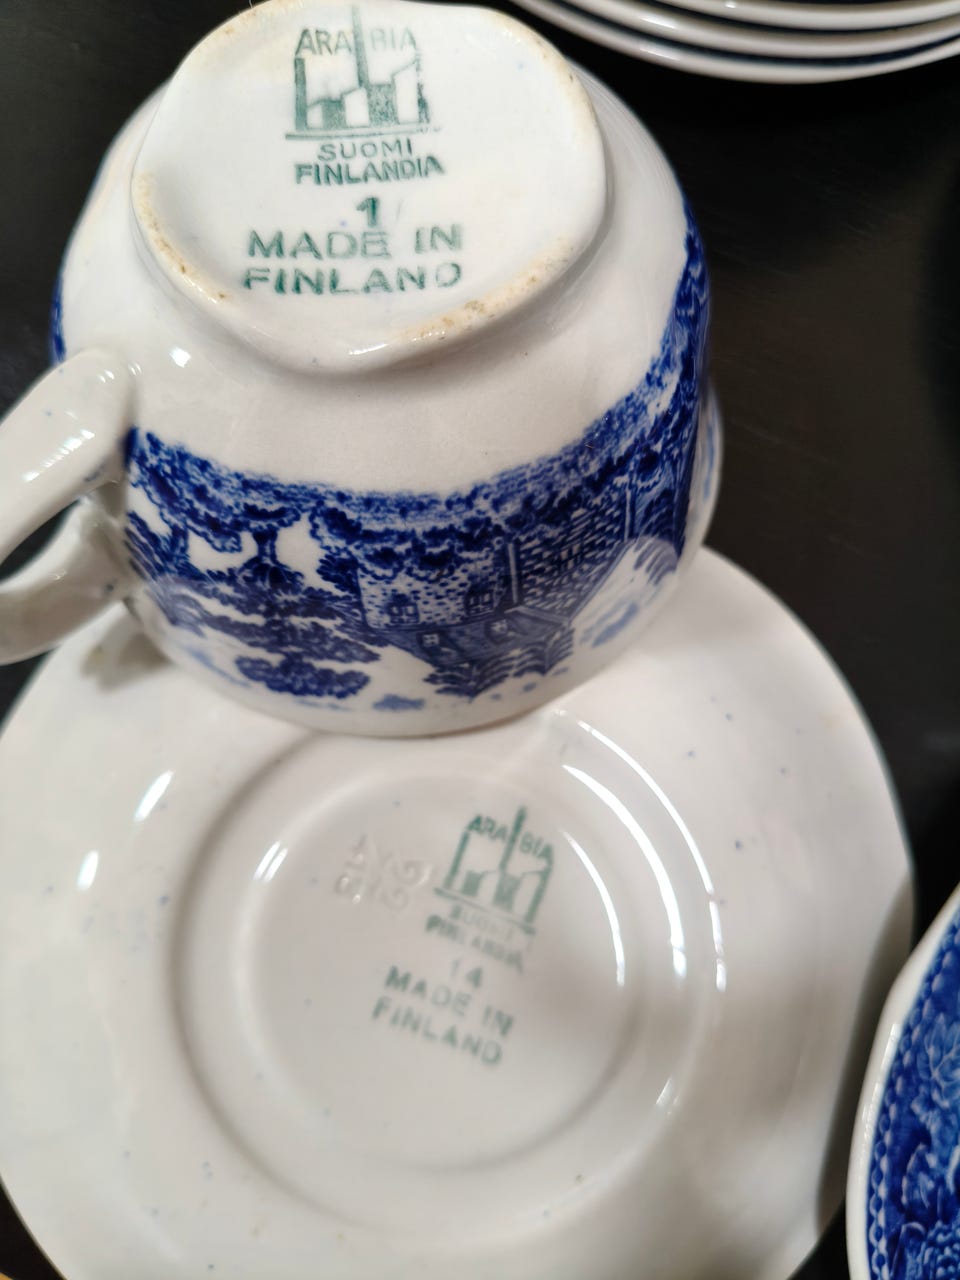 ARABIA
SUOMI
FINLANDIA
1
MADE IN
FINLAND
ARABIA
SUOMI
FINLANDIA
14
MADE IN
FINLAND